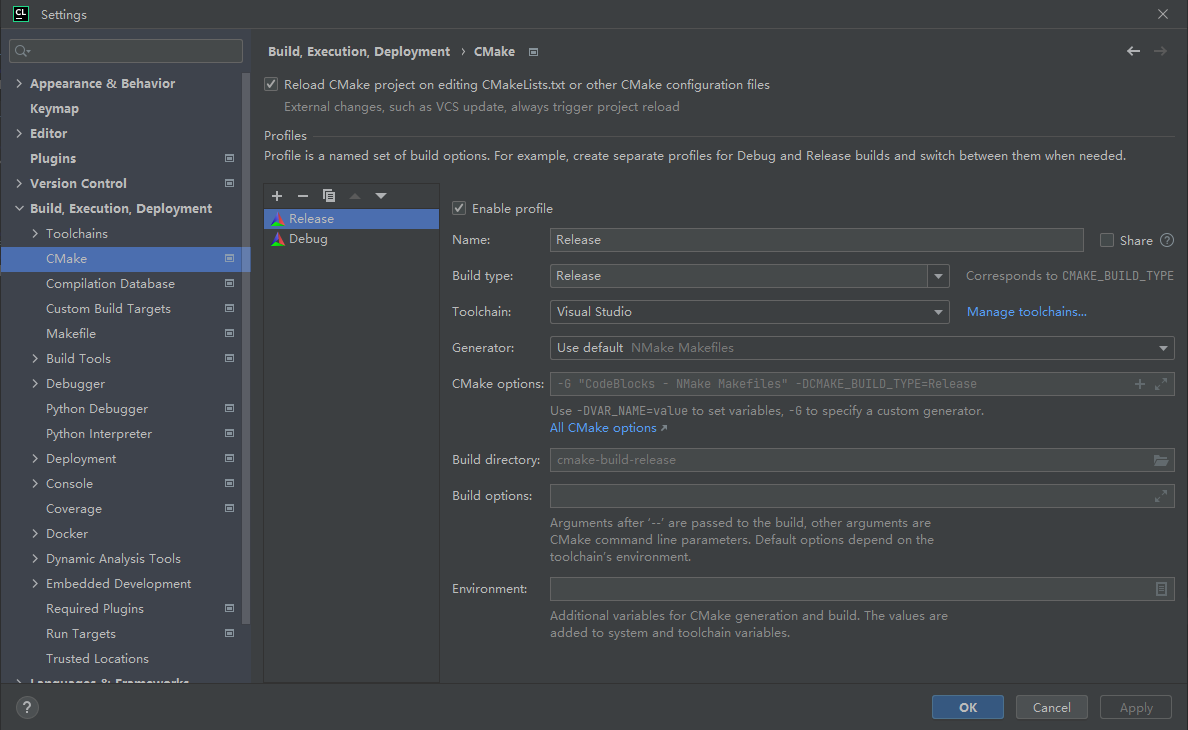 CL Settings
Build, Execution, Deployment › CMake
Appearance & Behavior
Keymap
Editor
Plugins
Version Control
Build, Execution, Deployment
Toolchains
CMake
Compilation Database
Custom Build Targets
Makefile
Build Tools
Debugger
Python Debugger
Python Interpreter
Deployment
Console
Coverage
Docker
Dynamic Analysis Tools
Embedded Development
Required Plugins
Run Targets
Trusted Locations
Languages & Frameworks
Reload CMake project on editing CMakeLists.txt or other CMake configuration files
External changes, such as VCS update, always trigger project reload
Profiles
Profile is a named set of build options. For example, create separate profiles for Debug and Release builds and switch between them when needed.
Release
Debug
Enable profile
Name: Release Share ?
Build type: Release Corresponds to CMAKE_BUILD_TYPE
Toolchain: Visual Studio Manage toolchains...
Generator: Use default NMake Makefiles
CMake options: -G "CodeBlocks - NMake Makefiles" -DCMAKE_BUILD_TYPE=Release
Use -DVAR_NAME=value to set variables, -G to specify a custom generator.
All CMake options ↗
Build directory: cmake-build-release
Build options:
Arguments after ‘--’ are passed to the build, other arguments are
CMake command line parameters. Default options depend on the
toolchain’s environment.
Environment:
Additional variables for CMake generation and build. The values are
added to system and toolchain variables.
? OK Cancel Apply